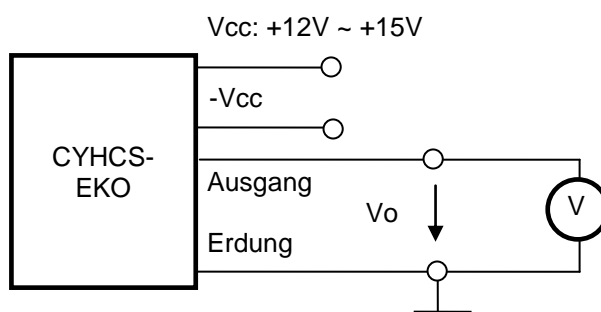 Vcc: +12V ~ +15V
-Vcc
CYHCS-
EKO
Ausgang
Vo
V
Erdung